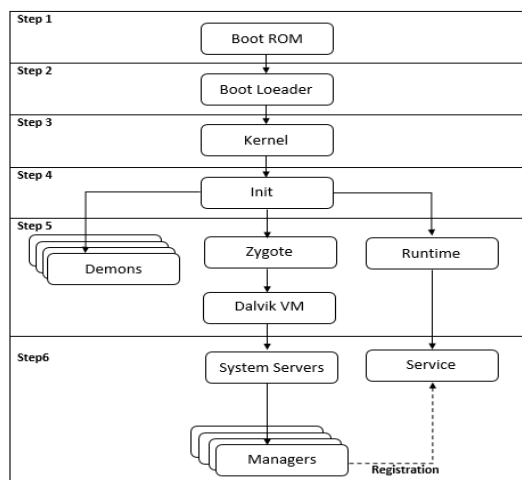 Step 1
Boot ROM
Step 2
Boot Loeader
Step 3
Kernel
Step 4
Init
Step 5
Demons
Zygote
Runtime
Dalvik VM
Step6
System Servers
Service
Managers
Registration